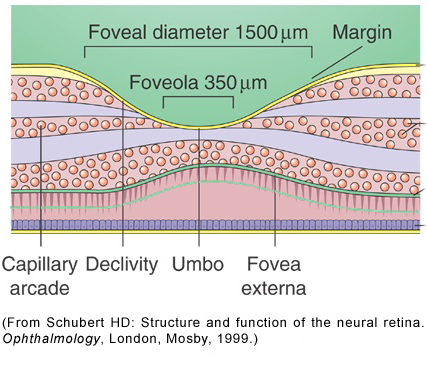 Foveal diameter 1500 µm
Margin
Foveola 350 µm
Capillary arcade
Declivity
Umbo
Fovea externa
(From Schubert HD: Structure and function of the neural retina.
Ophthalmology, London, Mosby, 1999.)